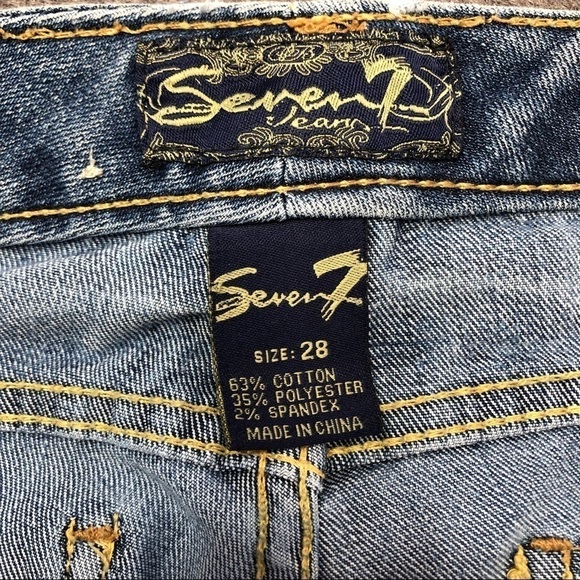 Seven7
Jeans
Seven7
SIZE: 28
63% COTTON
35% POLYESTER
2% SPANDEX
MADE IN CHINA